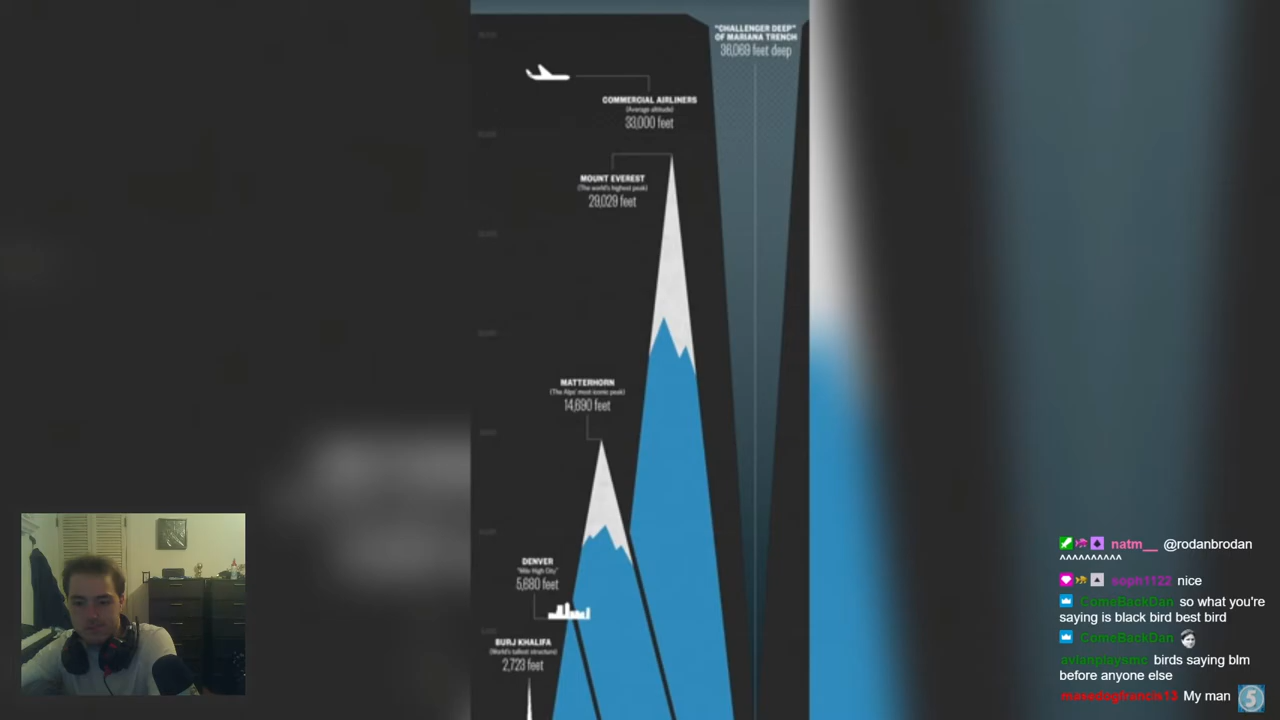 "CHALLENGER DEEP"
OF MARIANA TRENCH
36,069 feet deep
COMMERCIAL AIRLINERS
(Average altitude)
33,000 feet
MOUNT EVEREST
(The world's highest peak)
29,029 feet
MATTERHORN
(The Alps' most iconic peak)
14,690 feet
DENVER
"Mile High City"
5,680 feet
BURJ KHALIFA
(World's tallest structure)
2,723 feet
natm__ @rodanbrodan
^^^^^^^^^^
soph1122 nice
ComeBackDan so what you're
saying is black bird best bird
ComeBackDan
avianplaysmc birds saying blm
before anyone else
My man
5